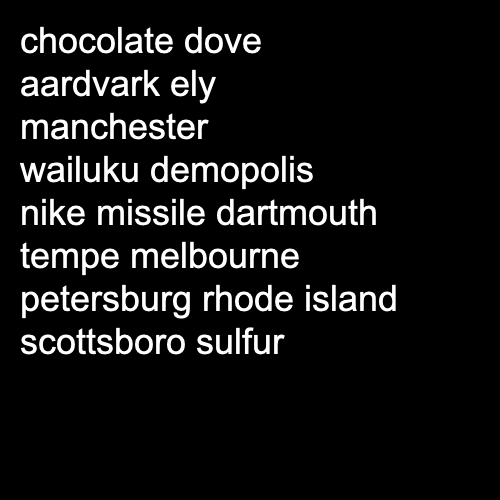 chocolate dove
aardvark ely
manchester
wailuku demopolis
nike missile dartmouth
tempe melbourne
petersburg rhode island
scottsboro sulfur